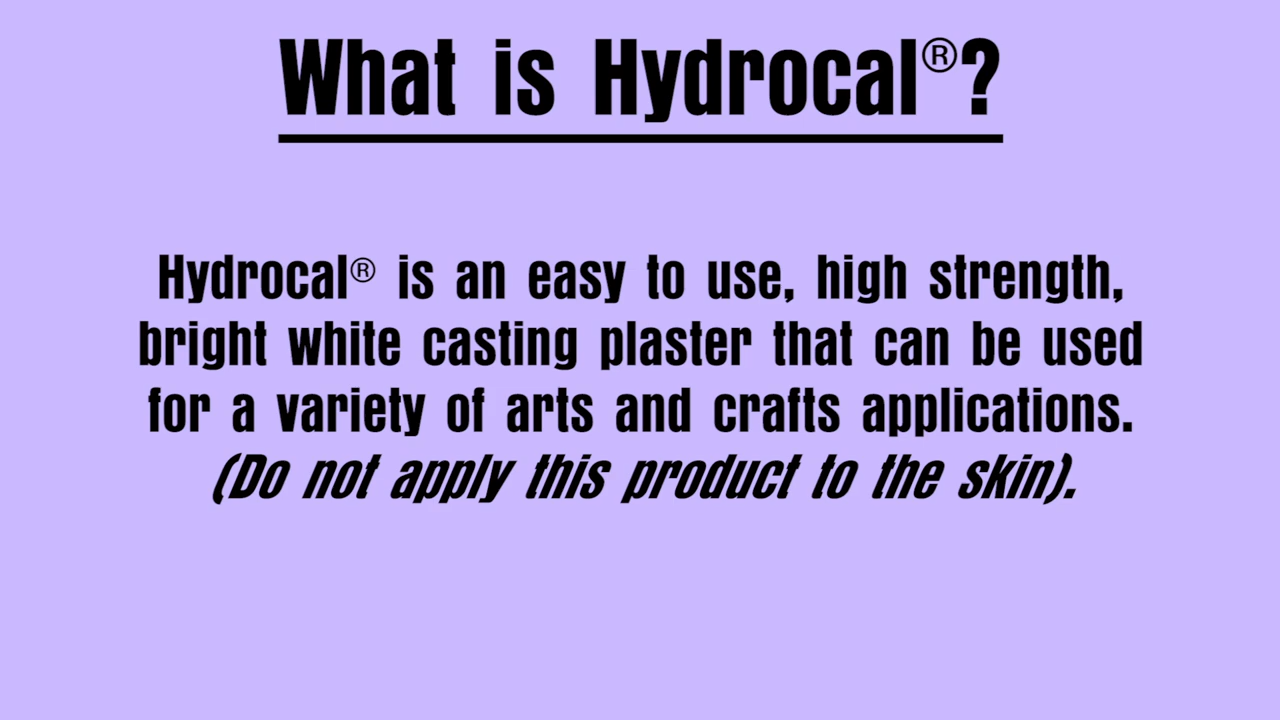 What is Hydrocal®?
Hydrocal® is an easy to use, high strength,
bright white casting plaster that can be used
for a variety of arts and crafts applications.
(Do not apply this product to the skin).